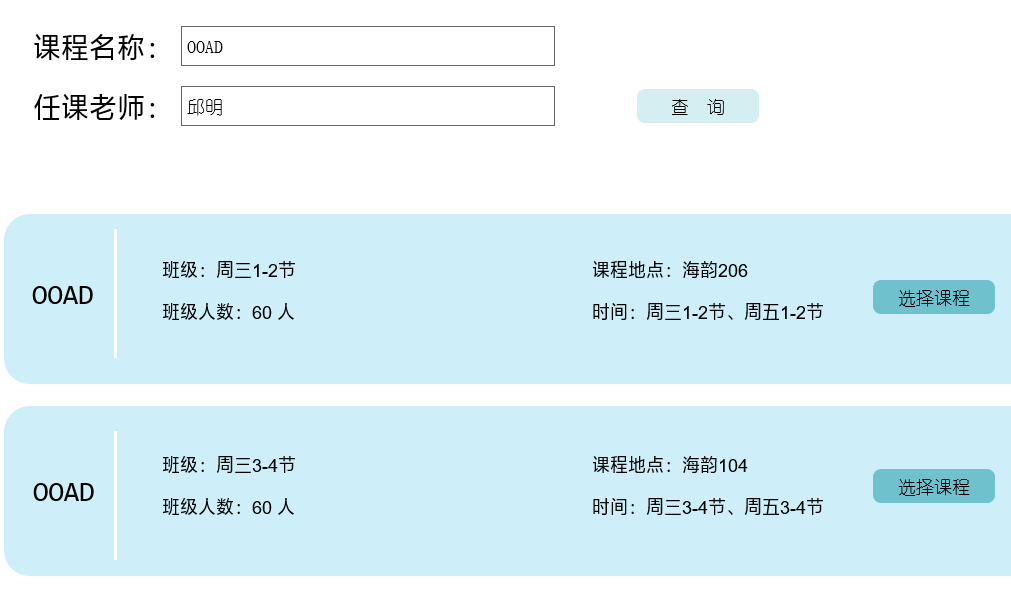 课程名称： OOAD
任课老师： 邱明 查 询
班级：周三1-2节 课程地点：海韵206
OOAD 选择课程
班级人数：60 人 时间：周三1-2节、周五1-2节
班级：周三3-4节 课程地点：海韵104
OOAD 选择课程
班级人数：60 人 时间：周三3-4节、周五3-4节